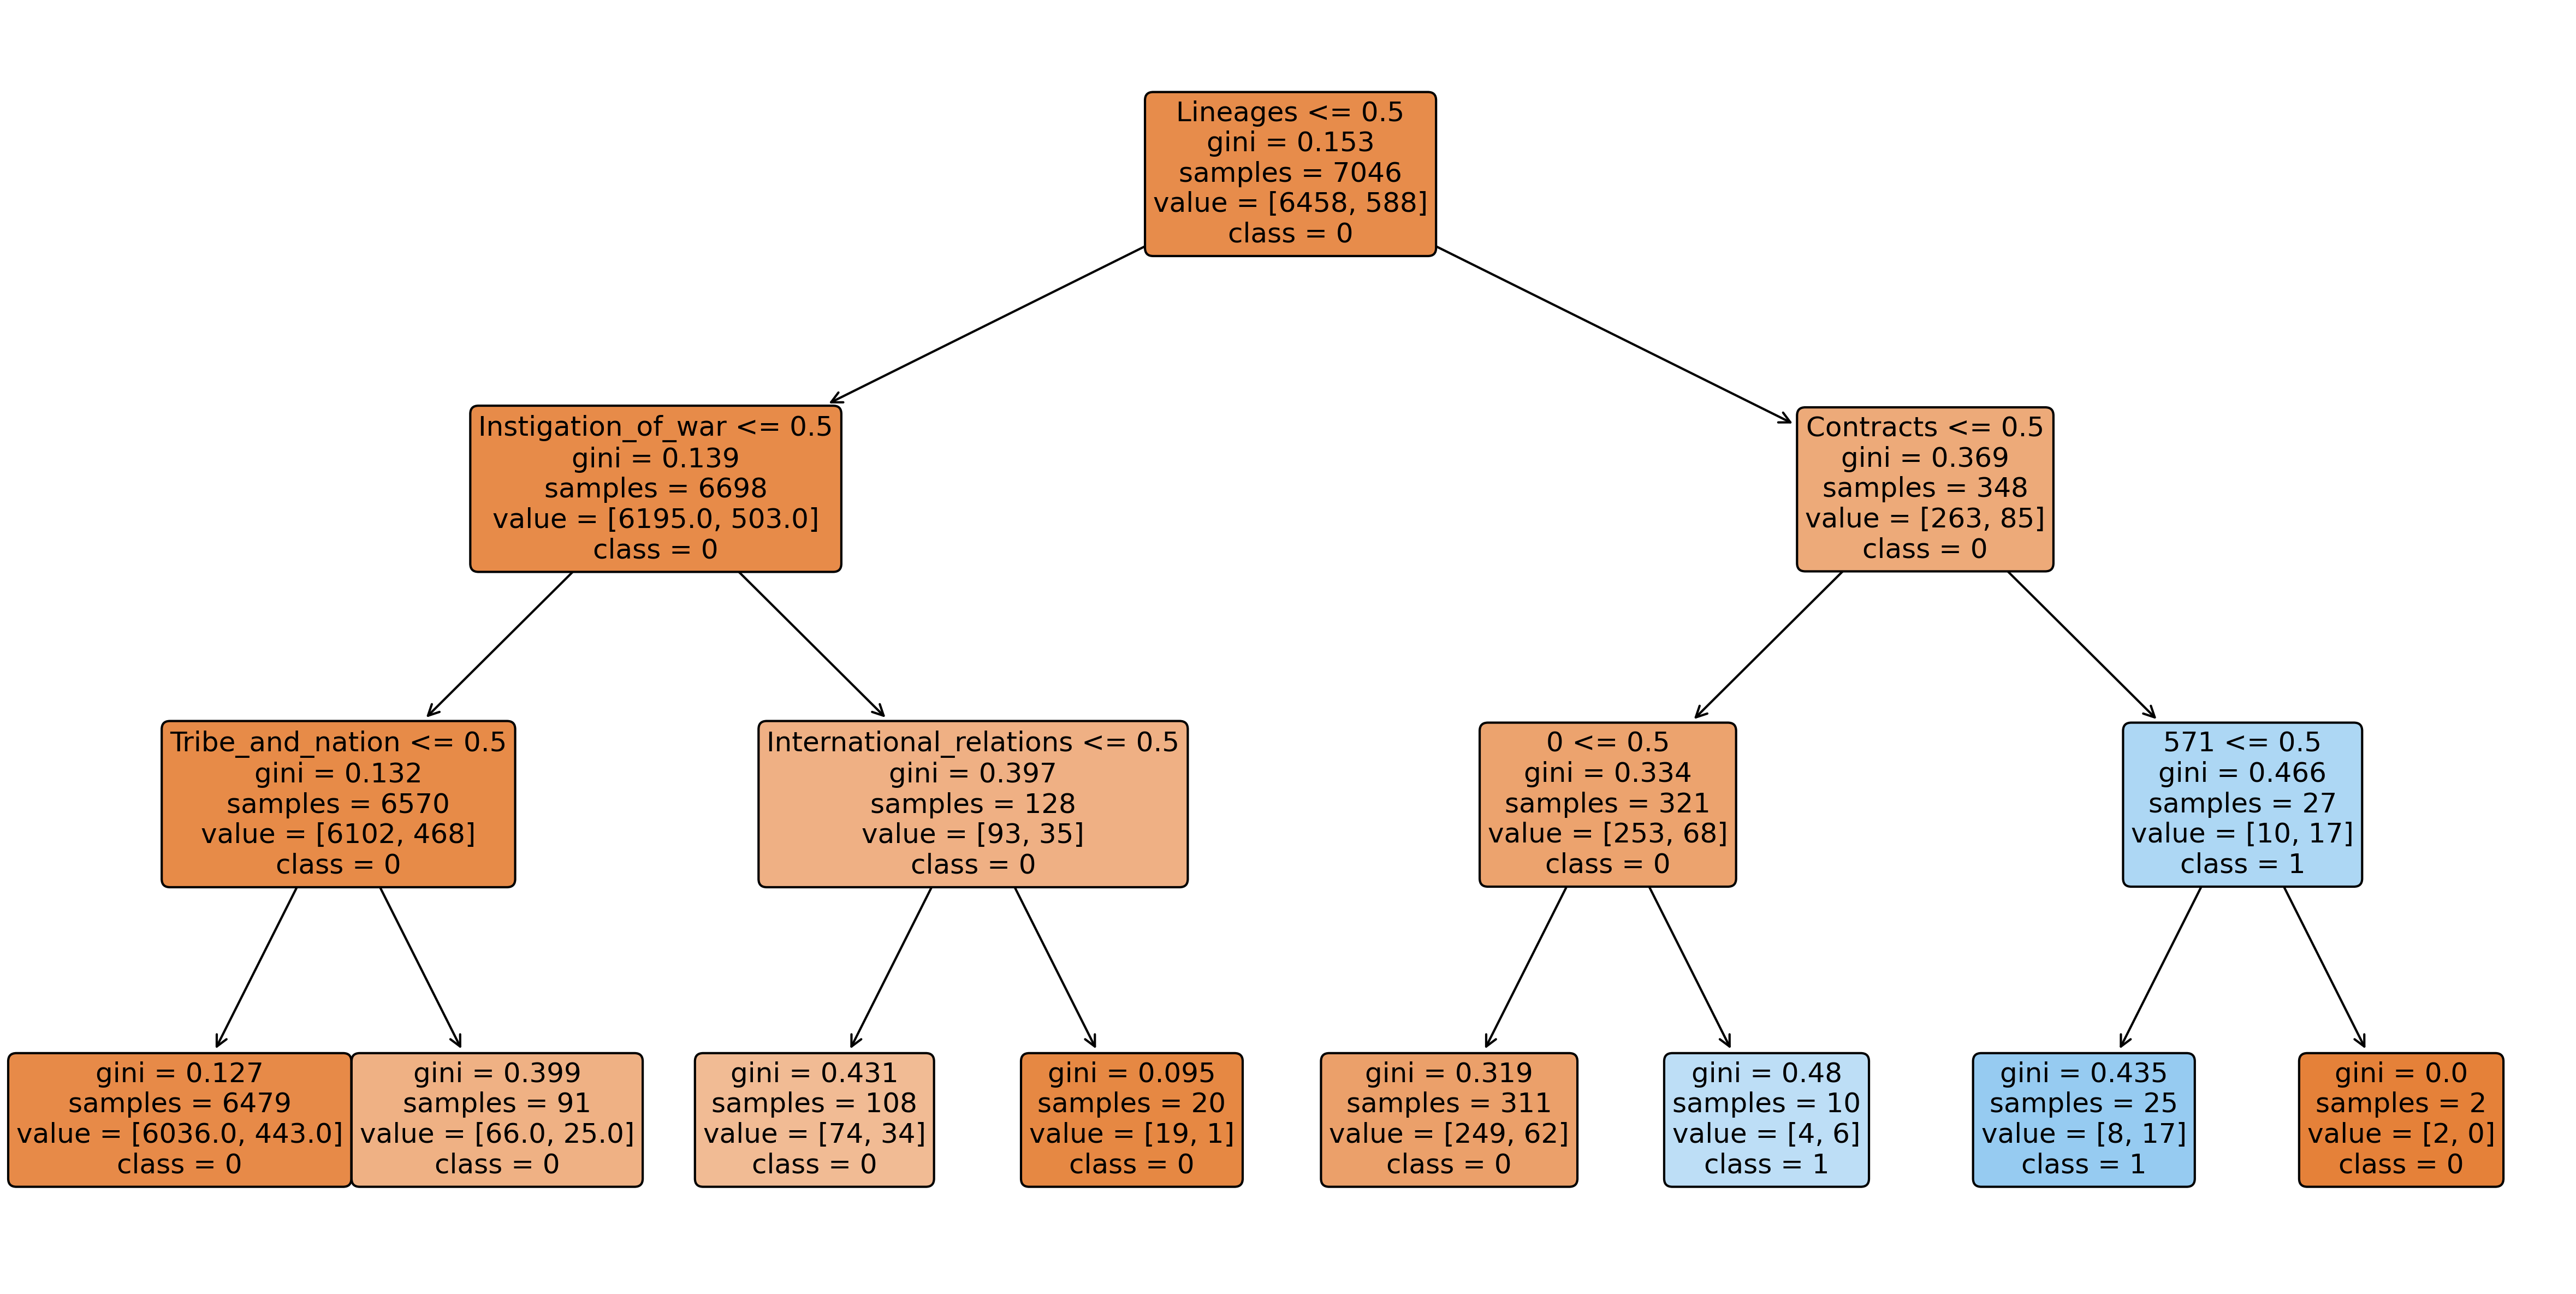 Lineages <= 0.5
gini = 0.153
samples = 7046
value = [6458, 588]
class = 0
Instigation_of_war <= 0.5
gini = 0.139
samples = 6698
value = [6195.0, 503.0]
class = 0
Contracts <= 0.5
gini = 0.369
samples = 348
value = [263, 85]
class = 0
Tribe_and_nation <= 0.5
gini = 0.132
samples = 6570
value = [6102, 468]
class = 0
International_relations <= 0.5
gini = 0.397
samples = 128
value = [93, 35]
class = 0
0 <= 0.5
gini = 0.334
samples = 321
value = [253, 68]
class = 0
571 <= 0.5
gini = 0.466
samples = 27
value = [10, 17]
class = 1
gini = 0.127
samples = 6479
value = [6036.0, 443.0]
class = 0
gini = 0.399
samples = 91
value = [66.0, 25.0]
class = 0
gini = 0.431
samples = 108
value = [74, 34]
class = 0
gini = 0.095
samples = 20
value = [19, 1]
class = 0
gini = 0.319
samples = 311
value = [249, 62]
class = 0
gini = 0.48
samples = 10
value = [4, 6]
class = 1
gini = 0.435
samples = 25
value = [8, 17]
class = 1
gini = 0.0
samples = 2
value = [2, 0]
class = 0